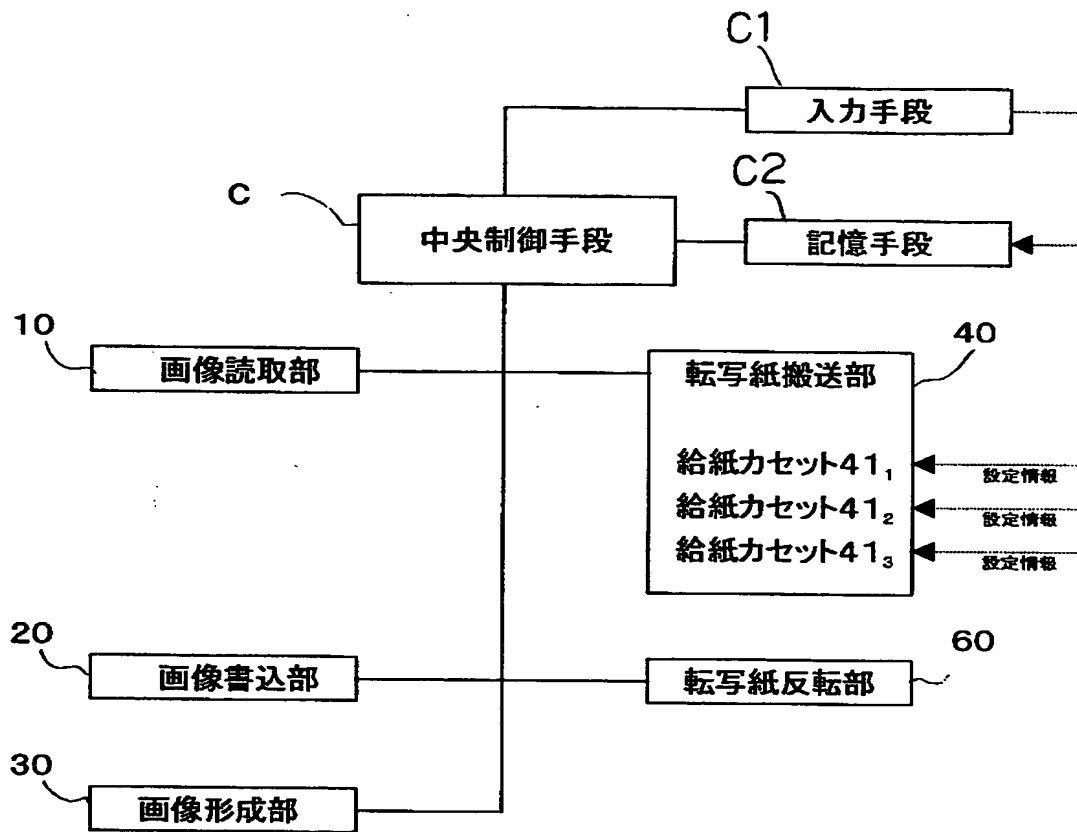 C1
入力手段
C2
記憶手段
C
中央制御手段
10
画像読取部
40
転写紙搬送部
給紙カセット41₁
設定情報
給紙カセット41₂
設定情報
給紙カセット41₃
設定情報
20
画像書込部
60
転写紙反転部
30
画像形成部